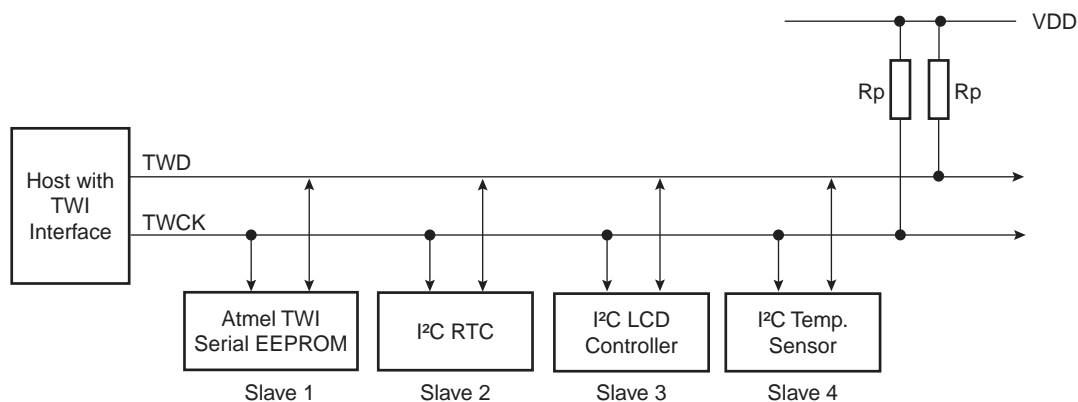 VDD
Rp
Rp
Host with
TWI
Interface
TWD
TWCK
Atmel TWI
Serial EEPROM
Slave 1
I²C RTC
Slave 2
I²C LCD
Controller
Slave 3
I²C Temp.
Sensor
Slave 4